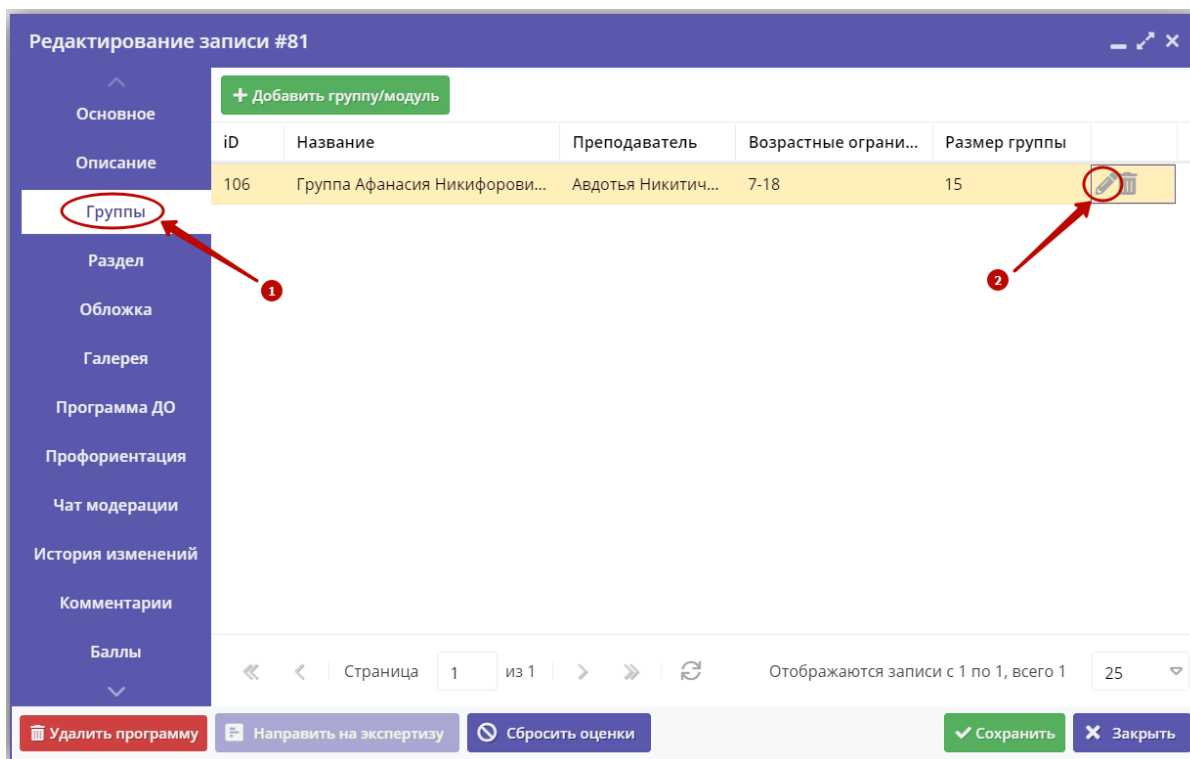 Редактирование записи #81
Основное
Описание
Группы
Раздел
Обложка
Галерея
Программа ДО
Профориентация
Чат модерации
История изменений
Комментарии
Баллы
Добавить группу/модуль
iD Название Преподаватель Возрастные ограни... Размер группы
106 Группа Афанасия Никифорови... Авдотья Никитич... 7-18 15
1
2
Страница 1 из 1 Отображаются записи с 1 по 1, всего 1 25
Удалить программу Направить на экспертизу Сбросить оценки Сохранить Закрыть